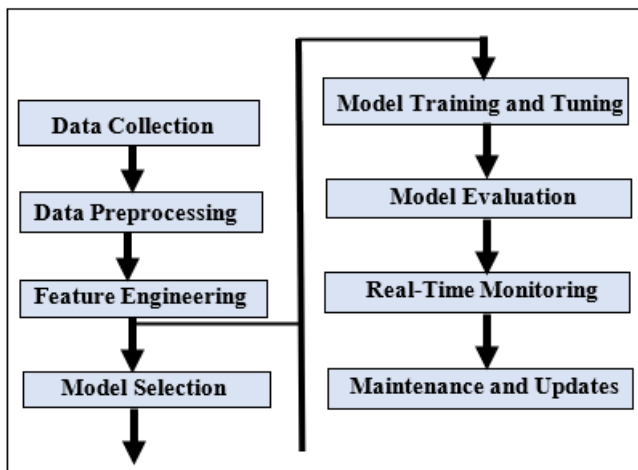 Data Collection
Data Preprocessing
Feature Engineering
Model Selection
Model Training and Tuning
Model Evaluation
Real-Time Monitoring
Maintenance and Updates